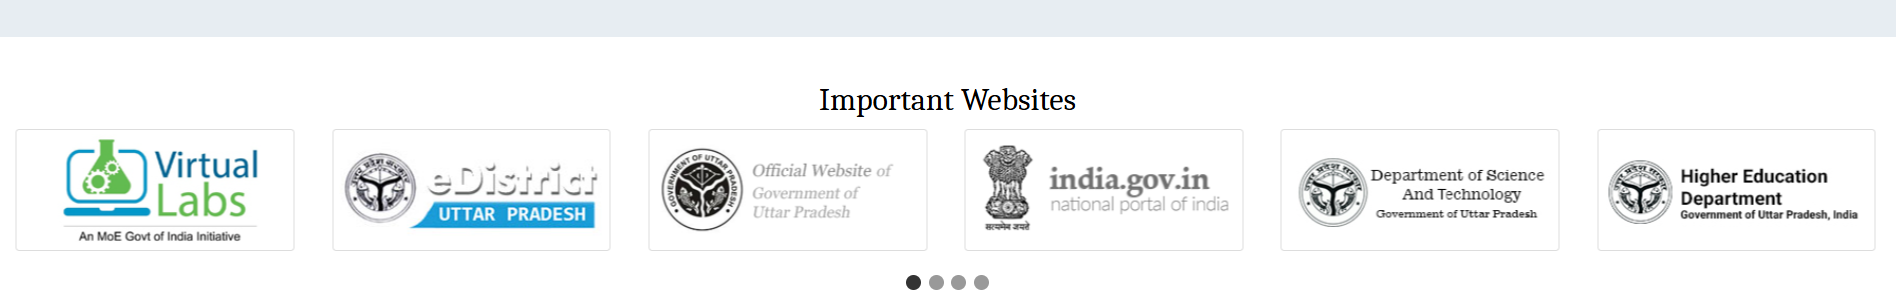 Important Websites
Virtual
Labs
An MoE Govt of India Initiative
eDistrict
UTTAR PRADESH
GOVERNMENT OF UTTAR PRADESH
Official Website of
Government of
Uttar Pradesh
सत्यमेव जयते
india.gov.in
national portal of india
Department of Science
And Technology
Government of Uttar Pradesh
Higher Education
Department
Government of Uttar Pradesh, India